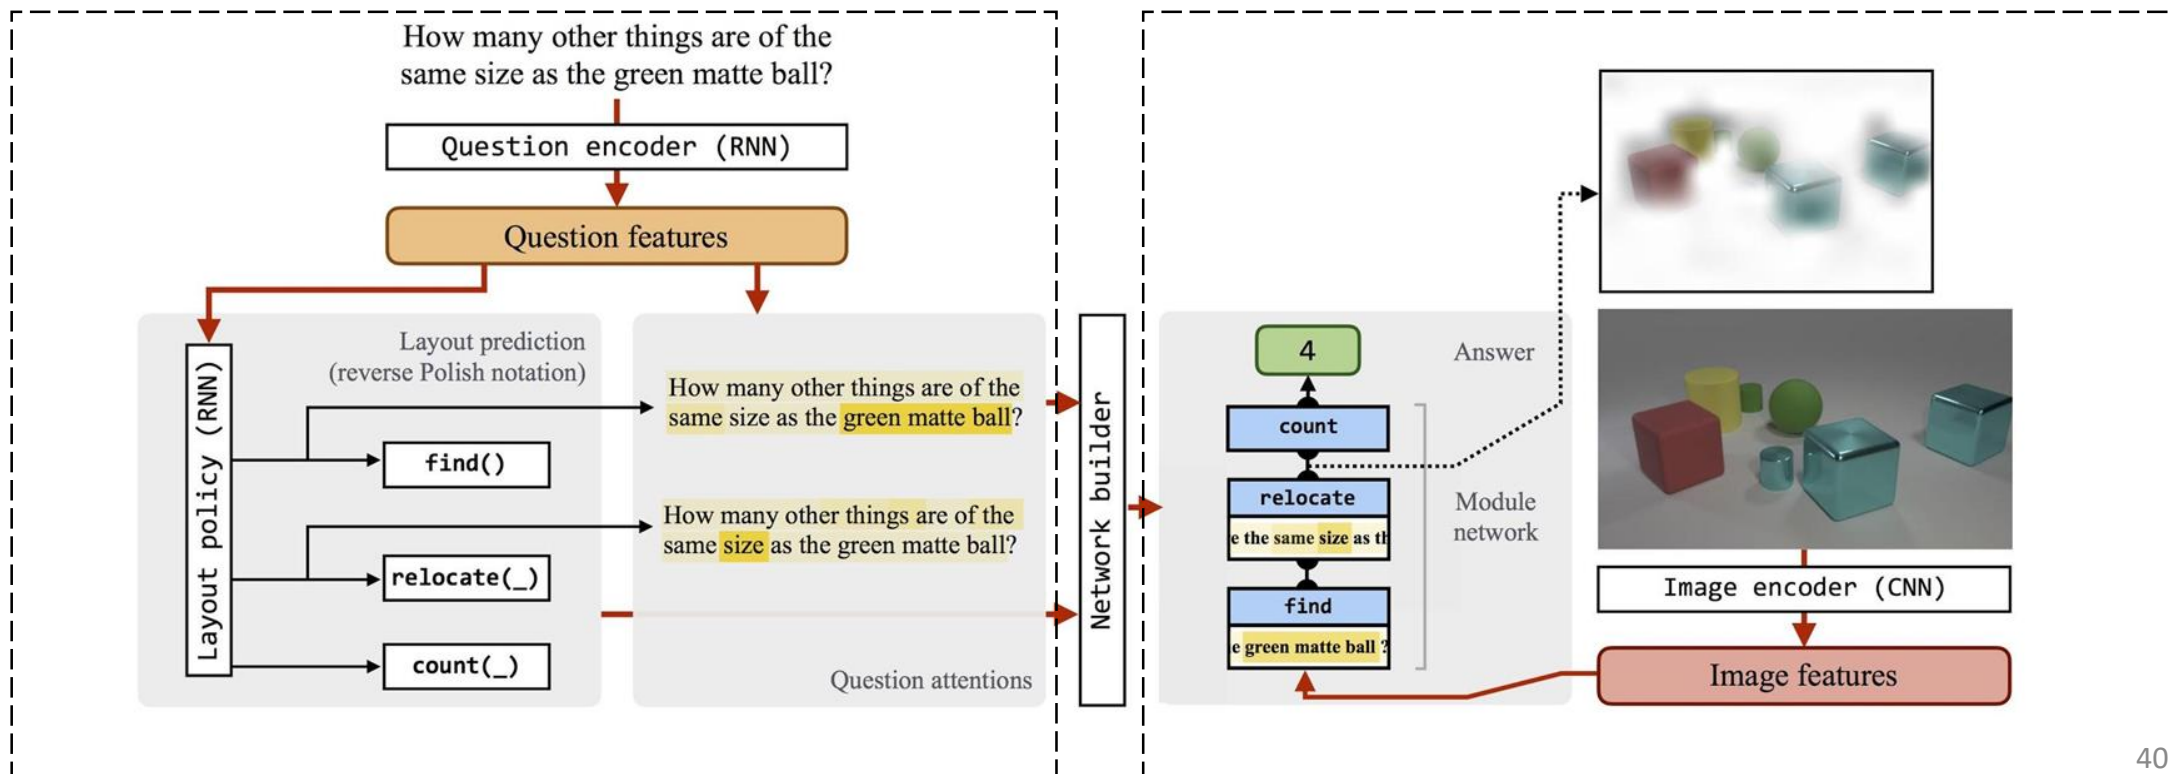 How many other things are of the
same size as the green matte ball?
Question encoder (RNN)
Question features
Layout policy (RNN)
Layout prediction
(reverse Polish notation)
find()
relocate(_)
count(_)
How many other things are of the
same size as the green matte ball?
How many other things are of the
same size as the green matte ball?
Question attentions
Network builder
4
Answer
count
relocate
e the same size as th
find
e green matte ball ?
Module
network
Image encoder (CNN)
Image features
40